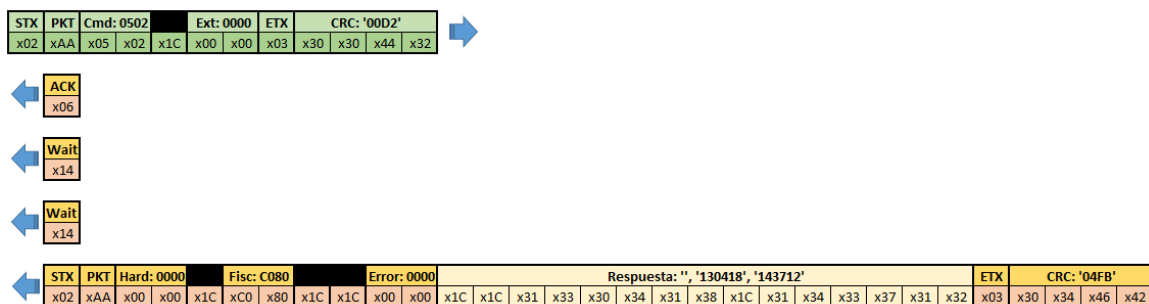 STX PKT Cmd: 0502 Ext: 0000 ETX CRC: '00D2'
x02 xAA x05 x02 x1C x00 x00 x03 x30 x30 x44 x32
ACK
x06
Wait
x14
Wait
x14
STX PKT Hard: 0000 Fisc: C080 Error: 0000 Respuesta: '', '130418', '143712' ETX CRC: '04FB'
x02 xAA x00 x00 x1C xC0 x80 x1C x1C x00 x00 x1C x1C x31 x33 x30 x34 x31 x38 x1C x31 x34 x33 x37 x31 x32 x03 x30 x34 x46 x42